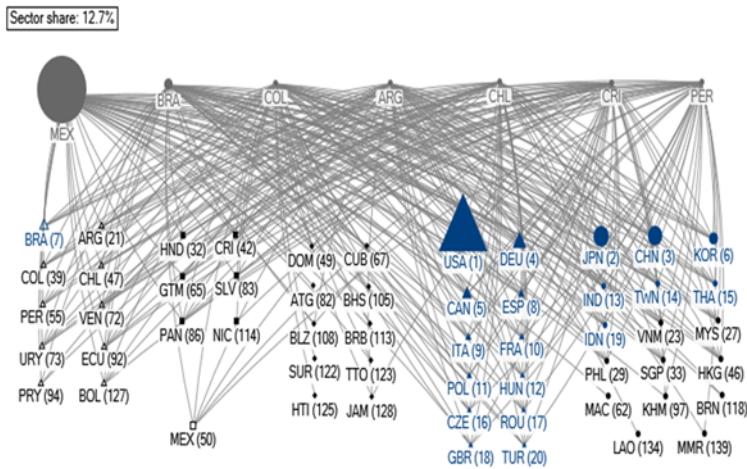 Sector share: 12.7%
MEX BRA COL ARG CHL CRI PER
BRA (7) ARG (21) HND (32) CRI (42) DOM (49) CUB (67) USA (1) DEU (4) JPN (2) CHN (3) KOR (6)
COL (39) CHL (47) GTM (65) SLV (83) ATG (82) BHS (105) CAN (5) ESP (8) IND (13) TWN (14) THA (15)
PER (55) VEN (72) PAN (86) NIC (114) BLZ (108) BRB (113) ITA (9) FRA (10) IDN (19) VNM (23) MYS (27)
URY (73) ECU (92) SUR (122) TTO (123) POL (11) HUN (12) PHL (29) SGP (33) HKG (46)
PRY (94) BOL (127) HTI (125) JAM (128) CZE (16) ROU (17) MAC (62) KHM (97) BRN (118)
MEX (50) GBR (18) TUR (20) LAO (134) MMR (139)